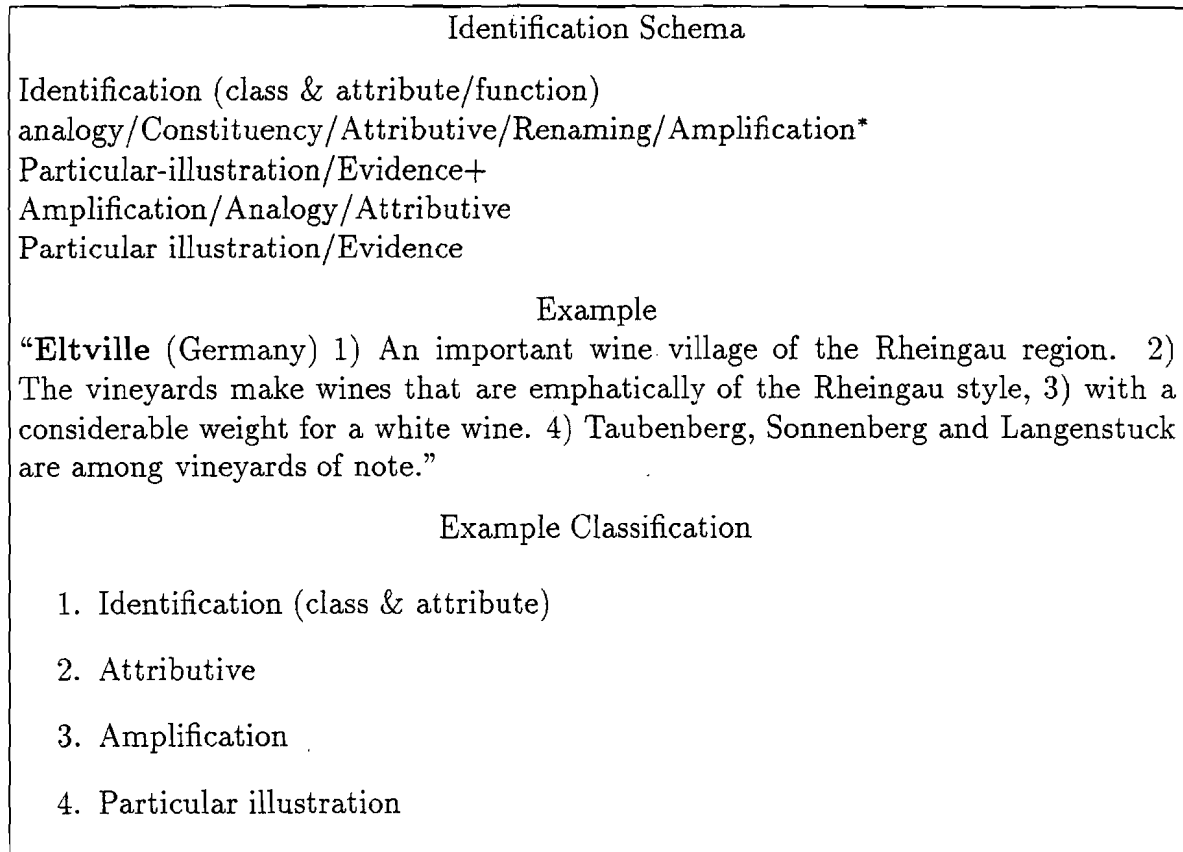 Identification Schema
Identification (class & attribute/function)
analogy/Constituency/Attributive/Renaming/Amplification*
Particular-illustration/Evidence+
Amplification/Analogy/Attributive
Particular illustration/Evidence
Example
“Eltville (Germany) 1) An important wine village of the Rheingau region. 2)
The vineyards make wines that are emphatically of the Rheingau style, 3) with a
considerable weight for a white wine. 4) Taubenberg, Sonnenberg and Langenstuck
are among vineyards of note.”
Example Classification
1. Identification (class & attribute)
2. Attributive
3. Amplification
4. Particular illustration